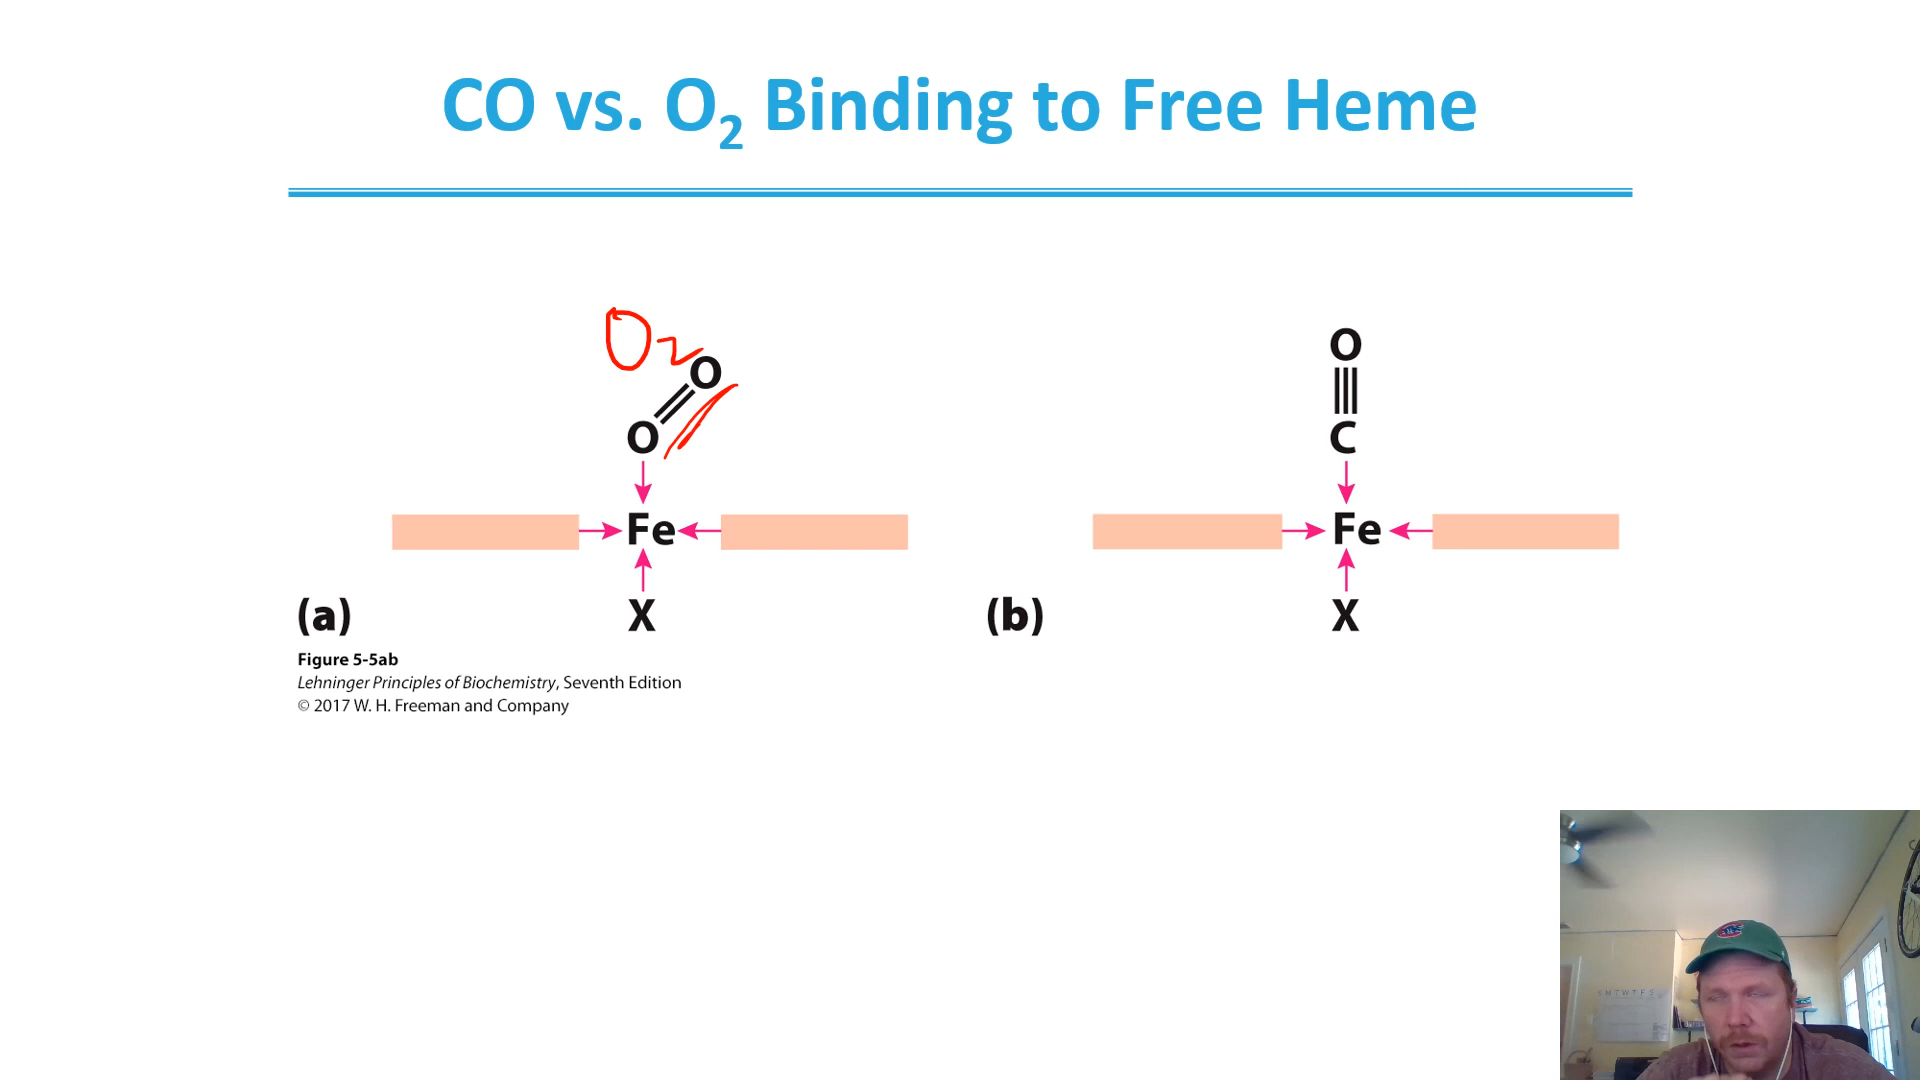 CO vs. O₂ Binding to Free Heme
O₂
O
O
Fe
X
(a)
O
C
Fe
X
(b)
Figure 5-5ab
Lehninger Principles of Biochemistry, Seventh Edition
© 2017 W. H. Freeman and Company
M T W T F S